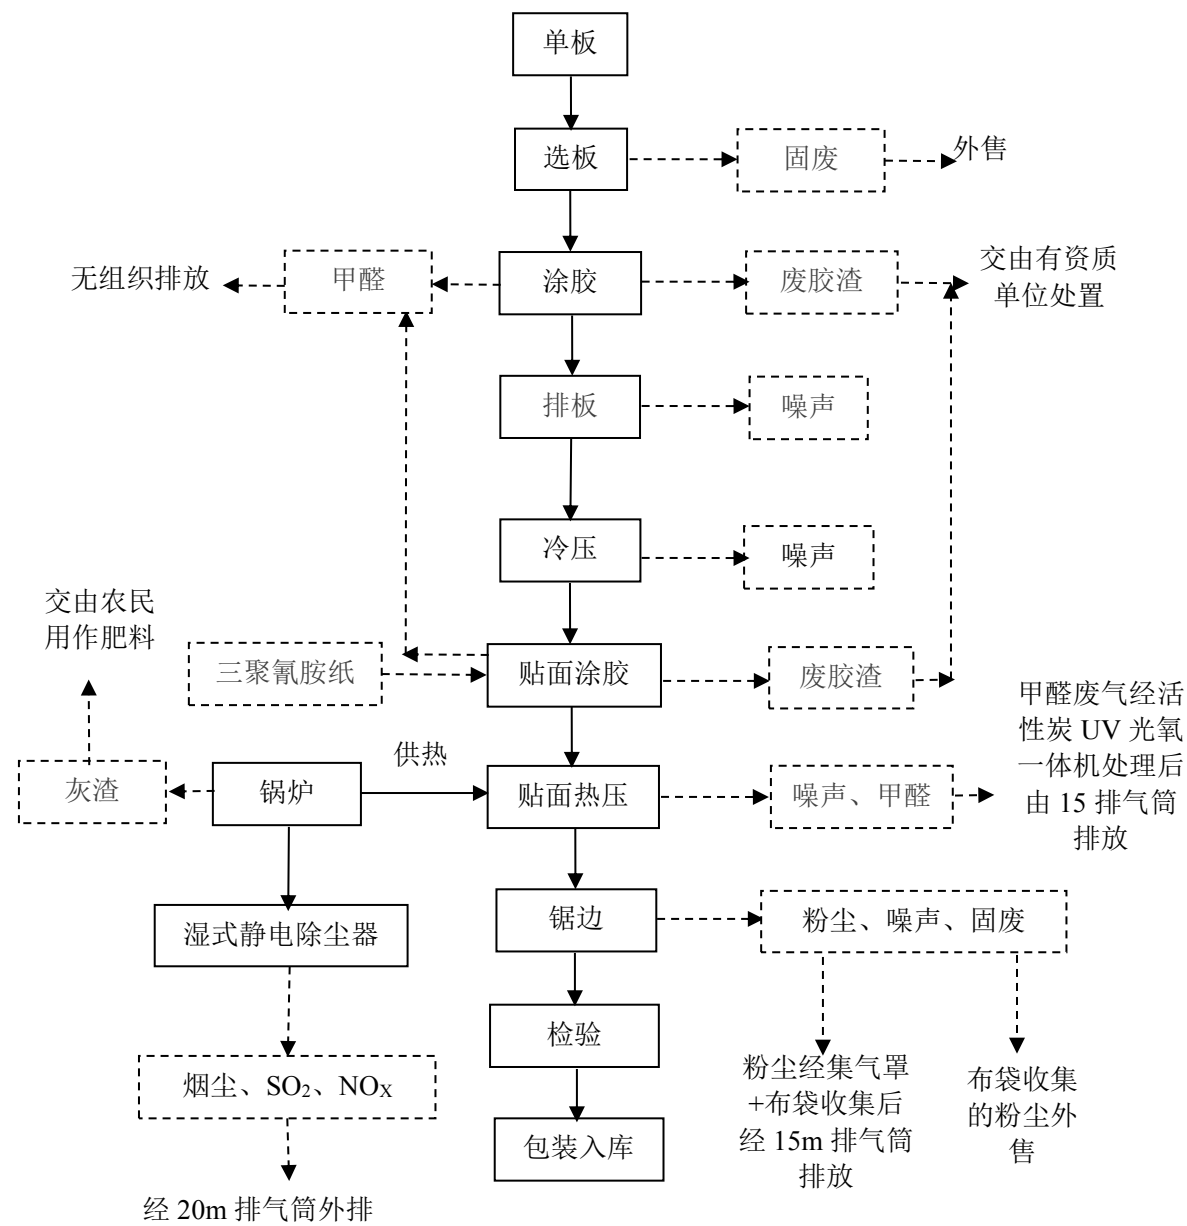 单板
选板
固废
外售
无组织排放
甲醛
涂胶
废胶渣
交由有资质
单位处置
排板
噪声
冷压
噪声
交由农民
用作肥料
三聚氰胺纸
贴面涂胶
废胶渣
灰渣
锅炉
供热
贴面热压
噪声、甲醛
甲醛废气经活
性炭 UV 光氧
一体机处理后
由 15 排气筒
排放
湿式静电除尘器
锯边
粉尘、噪声、固废
检验
烟尘、SO₂、NOX
粉尘经集气罩
+布袋收集后
经 15m 排气筒
排放
布袋收集
的粉尘外
售
包装入库
经 20m 排气筒外排